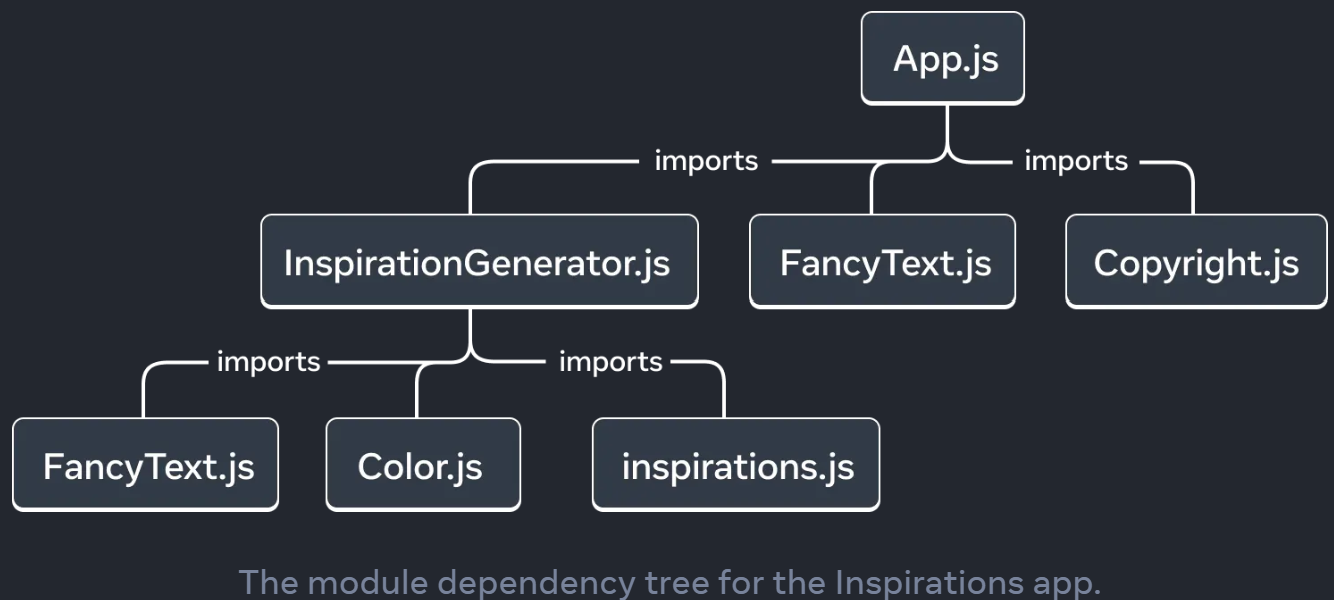 App.js
imports imports
InspirationGenerator.js FancyText.js Copyright.js
imports imports
FancyText.js Color.js inspirations.js
The module dependency tree for the Inspirations app.